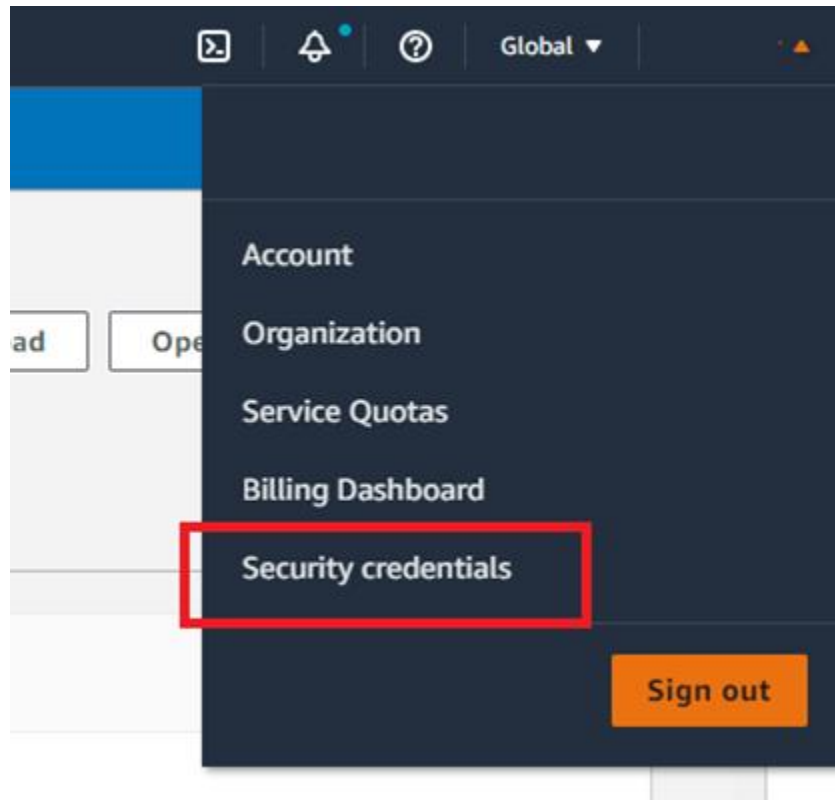 Global
Account
ad
Ope
Organization
Service Quotas
Billing Dashboard
Security credentials
Sign out